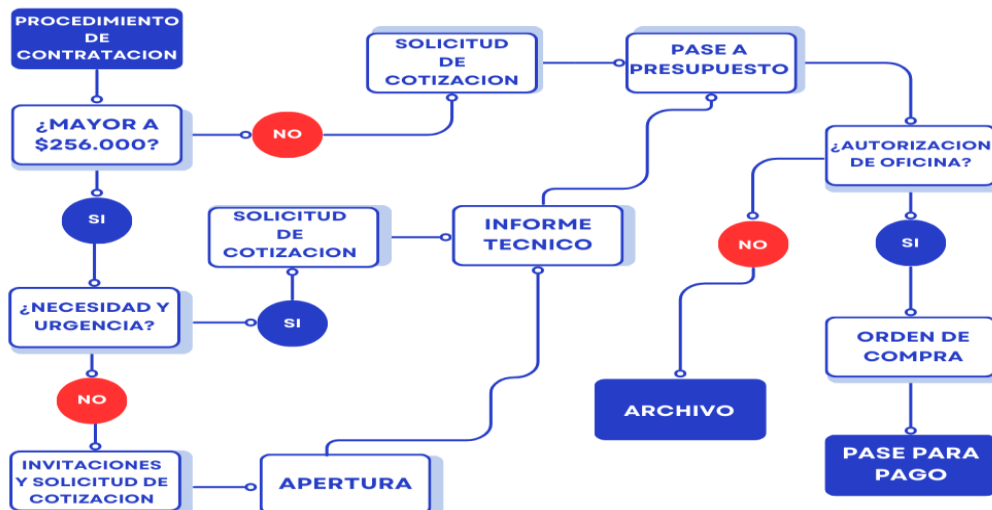 PROCEDIMIENTO
DE
CONTRATACION
¿MAYOR A
$256.000?
NO
SOLICITUD
DE
COTIZACION
PASE A
PRESUPUESTO
¿AUTORIZACION
DE OFICINA?
SI
SOLICITUD
DE
COTIZACION
INFORME
TECNICO
NO
SI
¿NECESIDAD Y
URGENCIA?
SI
ORDEN DE
COMPRA
NO
ARCHIVO
INVITACIONES
Y SOLICITUD DE
COTIZACION
APERTURA
PASE PARA
PAGO